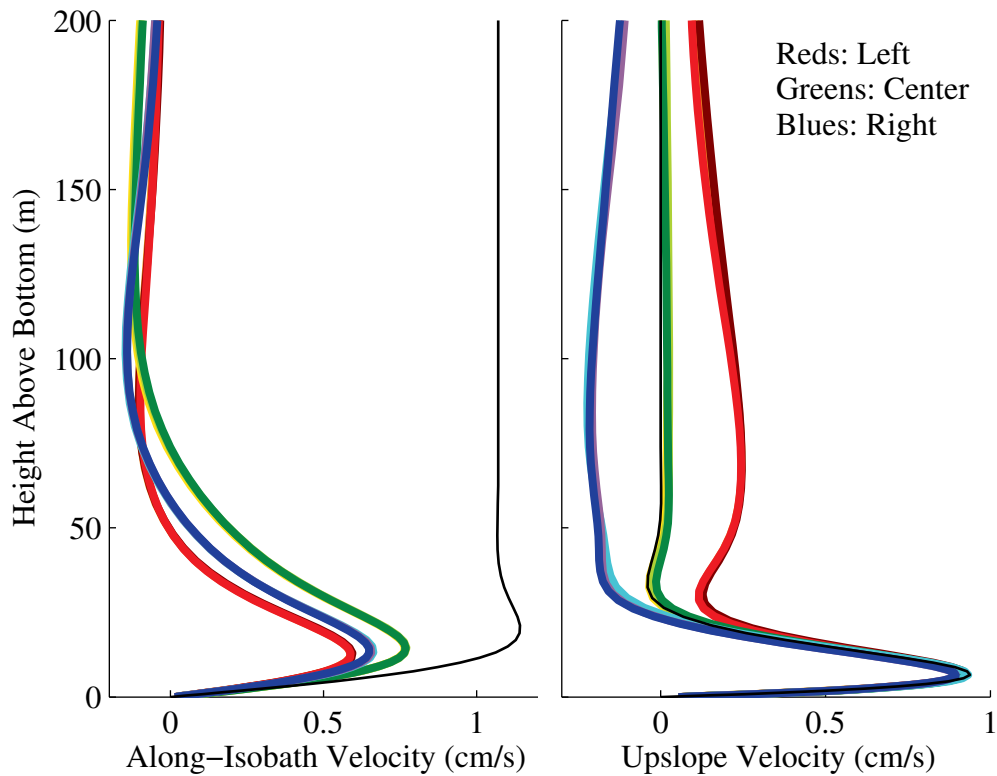 200
150
100
50
0
Height Above Bottom (m)
0
0.5
1
Along−Isobath Velocity (cm/s)
Reds: Left
Greens: Center
Blues: Right
0
0.5
1
Upslope Velocity (cm/s)